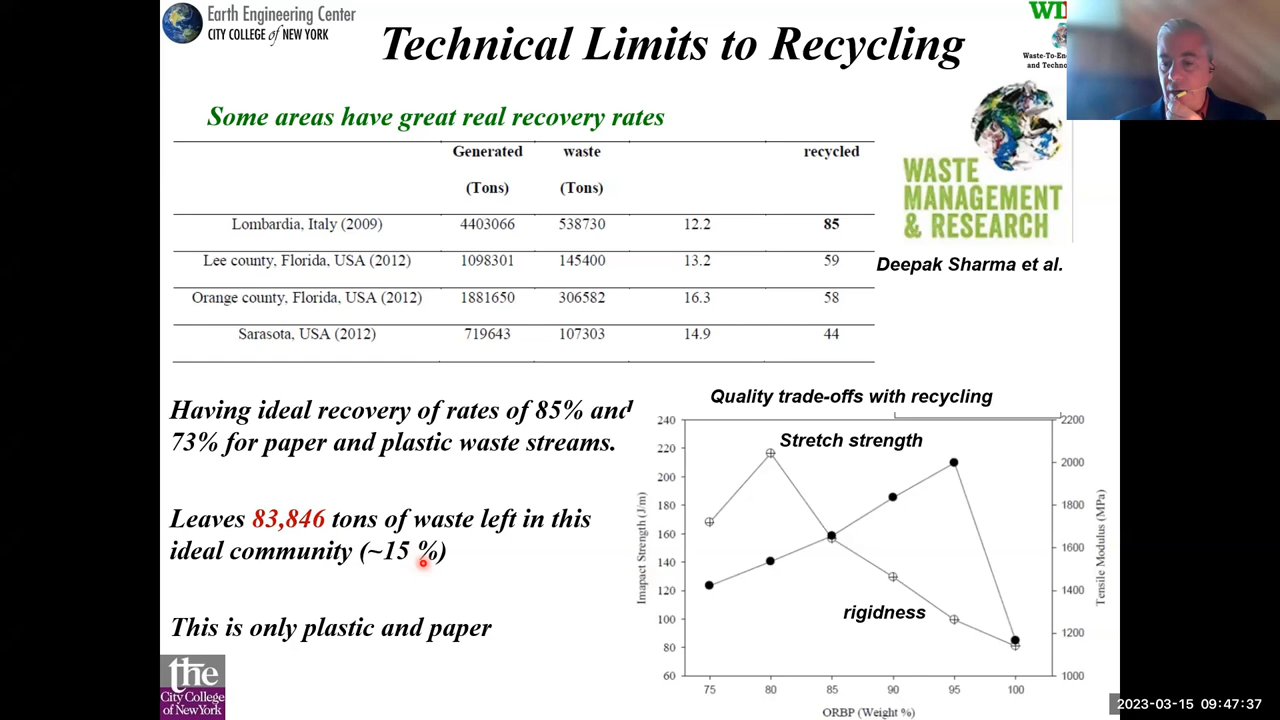 Earth Engineering Center
CITY COLLEGE of NEW YORK
Technical Limits to Recycling
Waste-To-En
and Techno
Some areas have great real recovery rates
Generated waste recycled
(Tons) (Tons)
Lombardia, Italy (2009) 4403066 538730 12.2 85
Lee county, Florida, USA (2012) 1098301 145400 13.2 59
Orange county, Florida, USA (2012) 1881650 306582 16.3 58
Sarasota, USA (2012) 719643 107303 14.9 44
WASTE
MANAGEMENT
& RESEARCH
Deepak Sharma et al.
Having ideal recovery of rates of 85% and
73% for paper and plastic waste streams.
Leaves 83,846 tons of waste left in this
ideal community (~15 %)
This is only plastic and paper
Quality trade-offs with recycling
Stretch strength
rigidness
240
220
200
180
160
140
120
100
80
60
Imapact Strength (J/m)
2200
2000
1800
1600
1400
1200
1000
Tensile Modulus (MPa)
75 80 85 90 95 100
ORBP (Weight %)
the
City College
of New York
2023-03-15 09:47:37